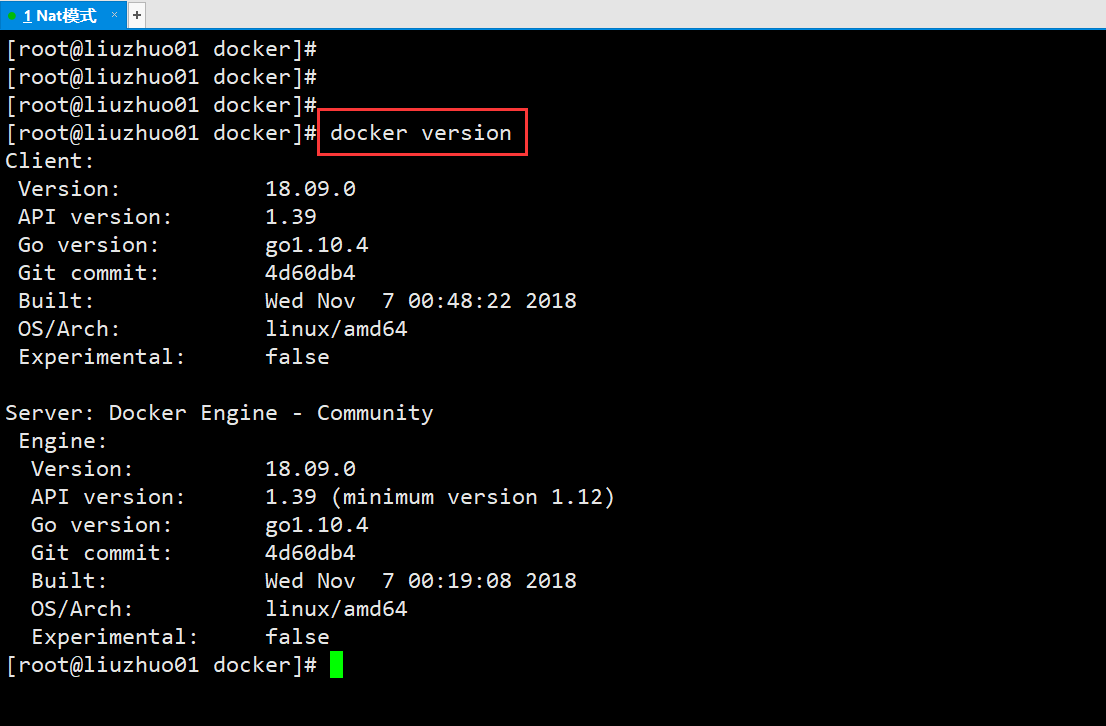 1 Nat模式 × +
[root@liuzhuo01 docker]#
[root@liuzhuo01 docker]#
[root@liuzhuo01 docker]#
[root@liuzhuo01 docker]# docker version
Client:
 Version:           18.09.0
 API version:       1.39
 Go version:        go1.10.4
 Git commit:        4d60db4
 Built:             Wed Nov  7 00:48:22 2018
 OS/Arch:           linux/amd64
 Experimental:      false

Server: Docker Engine - Community
 Engine:
  Version:          18.09.0
  API version:      1.39 (minimum version 1.12)
  Go version:       go1.10.4
  Git commit:       4d60db4
  Built:            Wed Nov  7 00:19:08 2018
  OS/Arch:          linux/amd64
  Experimental:     false
[root@liuzhuo01 docker]#